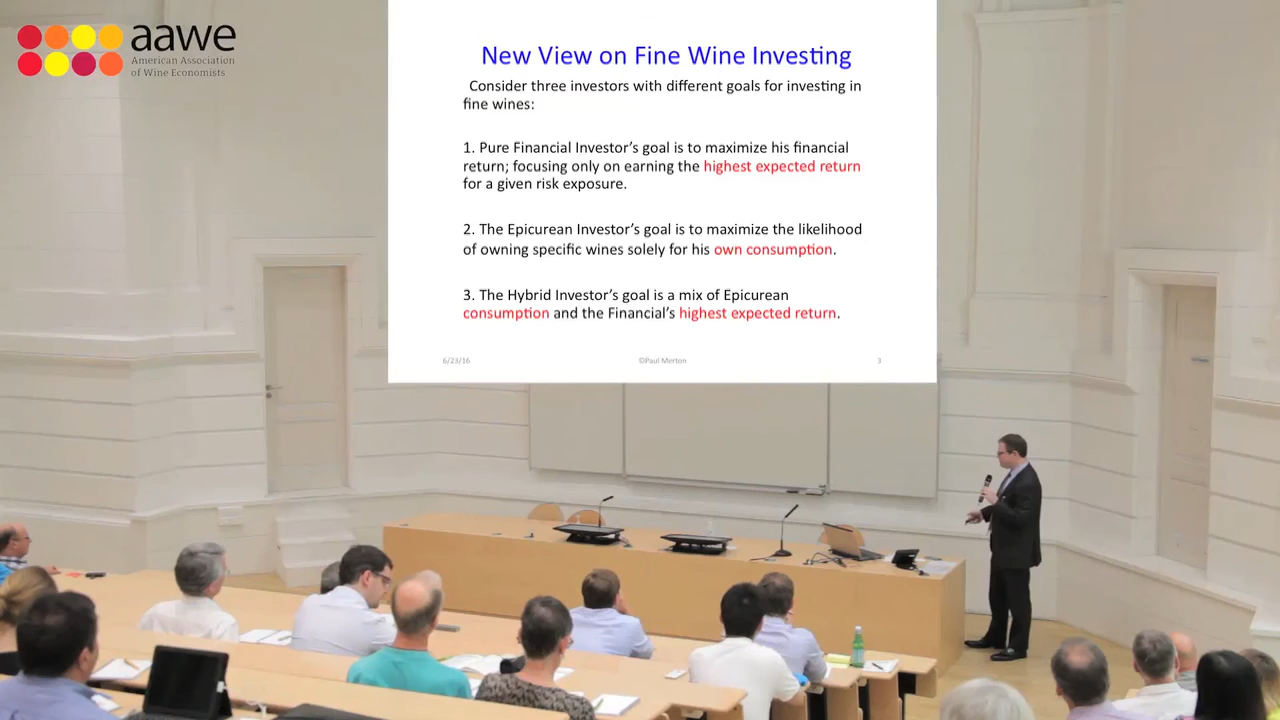 aawe
American Association
of Wine Economists
New View on Fine Wine Investing
Consider three investors with different goals for investing in
fine wines:
1. Pure Financial Investor's goal is to maximize his financial
return; focusing only on earning the highest expected return
for a given risk exposure.
2. The Epicurean Investor's goal is to maximize the likelihood
of owning specific wines solely for his own consumption.
3. The Hybrid Investor's goal is a mix of Epicurean
consumption and the Financial's highest expected return.
6/23/16 ©Paul Merton 3